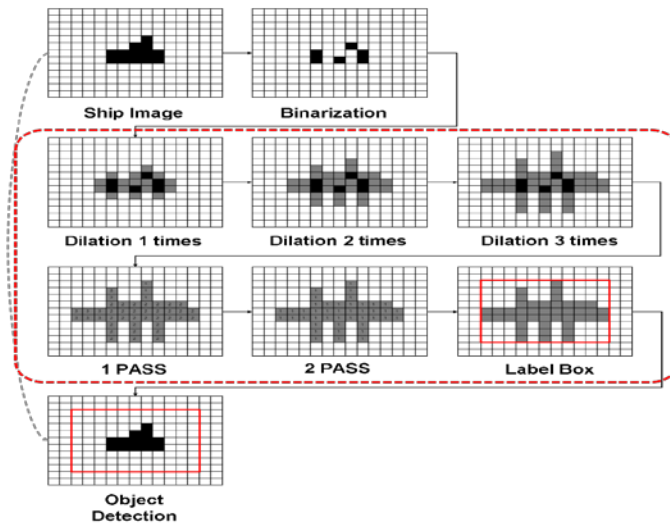 Ship Image
Binarization
Dilation 1 times
Dilation 2 times
Dilation 3 times
1 PASS
2 PASS
Label Box
Object
Detection